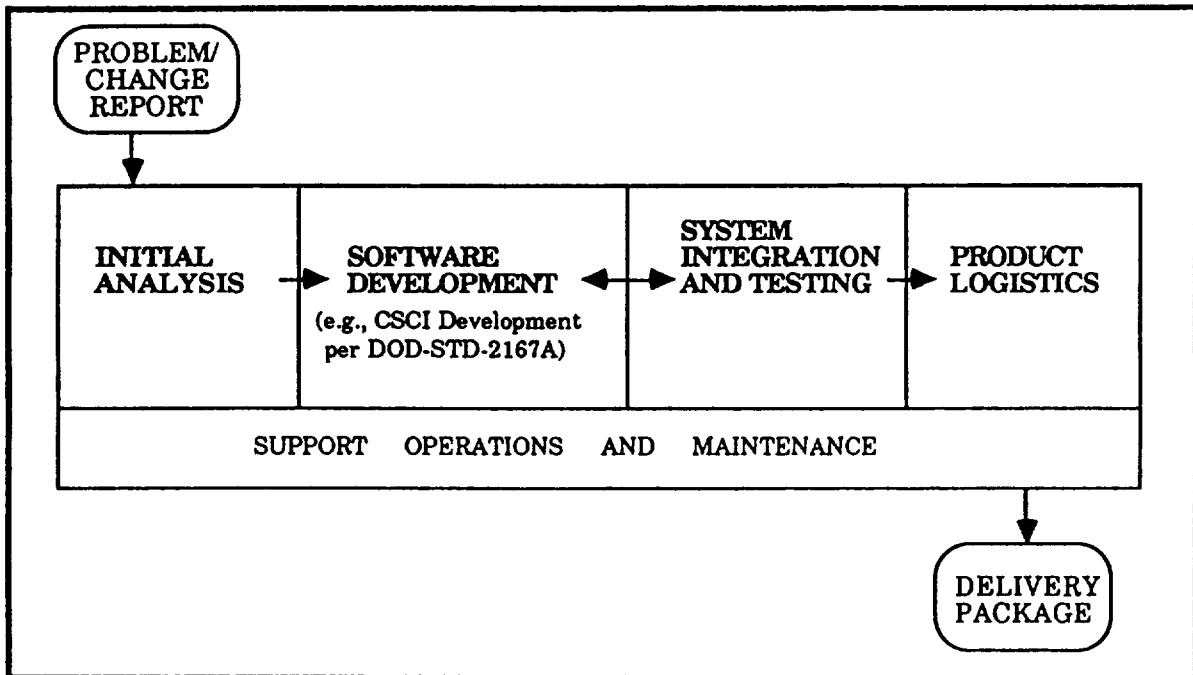 PROBLEM/
CHANGE
REPORT
INITIAL
ANALYSIS
SOFTWARE
DEVELOPMENT
(e.g., CSCI Development
per DOD-STD-2167A)
SYSTEM
INTEGRATION
AND TESTING
PRODUCT
LOGISTICS
SUPPORT OPERATIONS AND MAINTENANCE
DELIVERY
PACKAGE